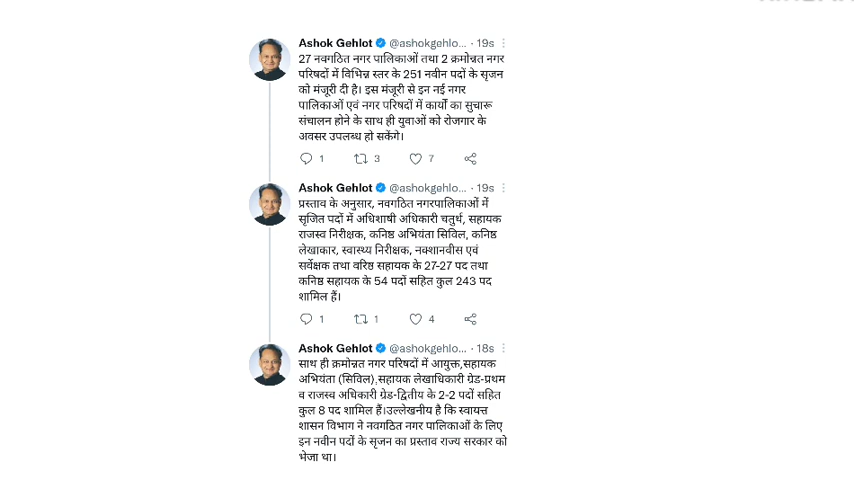 Ashok Gehlot @ashokgehlo... · 19s
27 नवगठित नगर पालिकाओं तथा 2 क्रमोन्नत नगर
परिषदों में विभिन्न स्तर के 251 नवीन पदों के सृजन
को मंजूरी दी है। इस मंजूरी से इन नई नगर
पालिकाओं एवं नगर परिषदों में कार्यों का सुचारू
संचालन होने के साथ ही युवाओं को रोजगार के
अवसर उपलब्ध हो सकेंगे।
1 3 7
Ashok Gehlot @ashokgehlo... · 19s
प्रस्ताव के अनुसार, नवगठित नगरपालिकाओं में
सृजित पदों में अधिशाषी अधिकारी चतुर्थ, सहायक
राजस्व निरीक्षक, कनिष्ठ अभियंता सिविल, कनिष्ठ
लेखाकार, स्वास्थ्य निरीक्षक, नक्शानवीस एवं
सर्वेक्षक तथा वरिष्ठ सहायक के 27-27 पद तथा
कनिष्ठ सहायक के 54 पदों सहित कुल 243 पद
शामिल हैं।
1 1 4
Ashok Gehlot @ashokgehlo... · 18s
साथ ही क्रमोन्नत नगर परिषदों में आयुक्त,सहायक
अभियंता (सिविल),सहायक लेखाधिकारी ग्रेड-प्रथम
व राजस्व अधिकारी ग्रेड-द्वितीय के 2-2 पदों सहित
कुल 8 पद शामिल हैं।उल्लेखनीय है कि स्वायत्त
शासन विभाग ने नवगठित नगर पालिकाओं के लिए
इन नवीन पदों के सृजन का प्रस्ताव राज्य सरकार को
भेजा था।